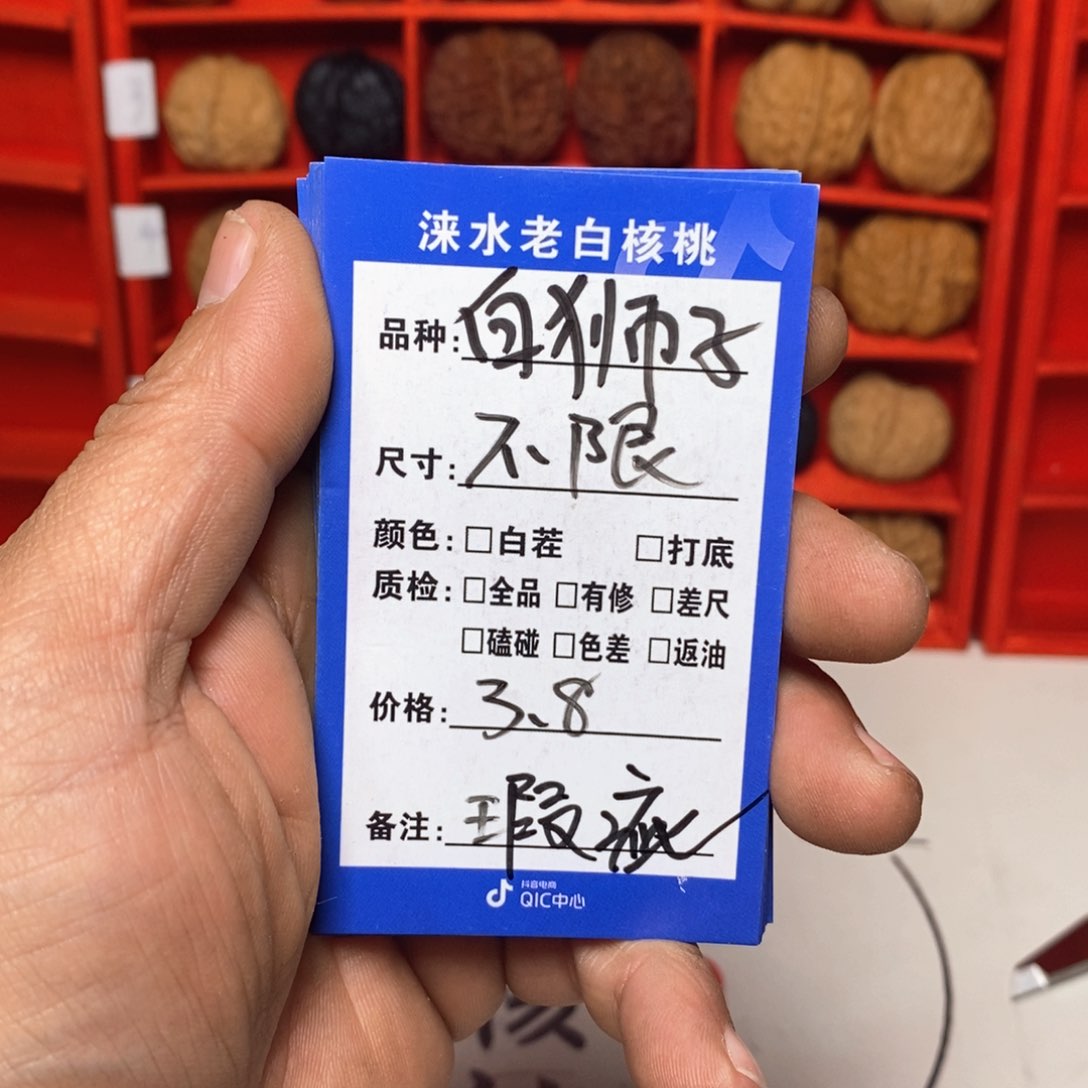 涞水老白核桃
品种:白狮子
尺寸:不限
颜色:□白茬 □打底
质检:□全品 □有修 □差尺
□磕碰 □色差 □返油
价格:3、8
备注:瑕疵
抖音电商
QIC中心